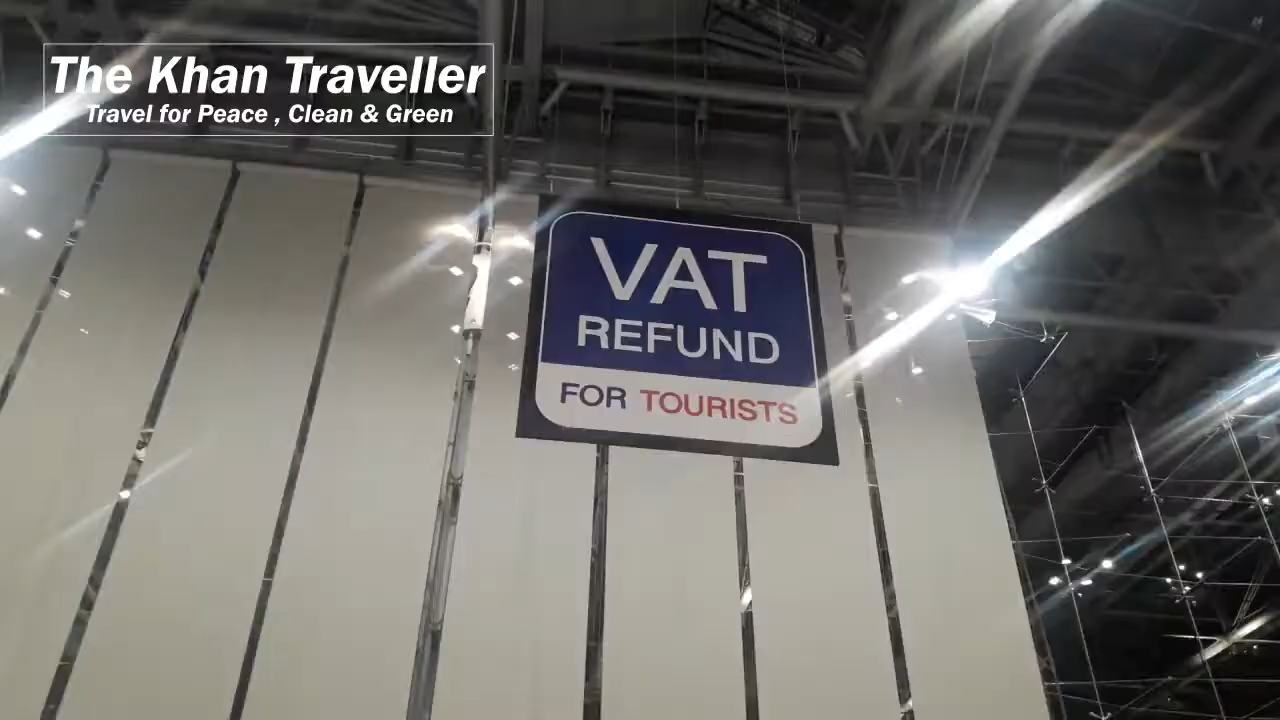 The Khan Traveller
Travel for Peace , Clean & Green
VAT
REFUND
FOR TOURISTS